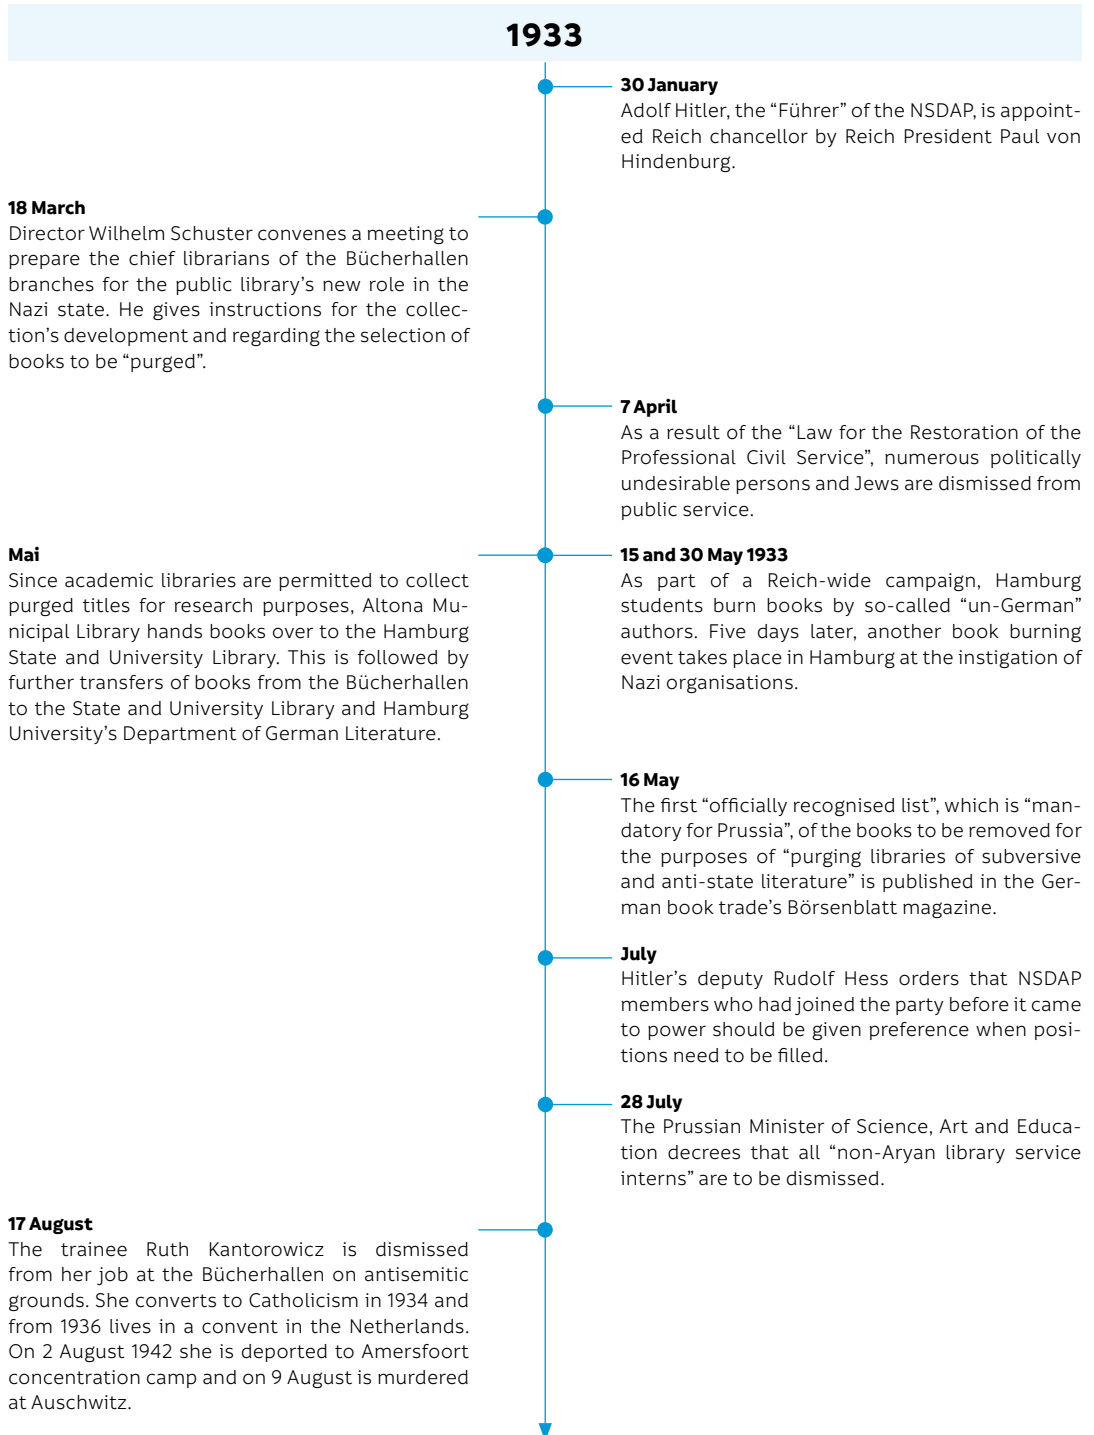 1933
30 January
Adolf Hitler, the “Führer” of the NSDAP, is appoint-
ed Reich chancellor by Reich President Paul von
Hindenburg.
18 March
Director Wilhelm Schuster convenes a meeting to
prepare the chief librarians of the Bücherhallen
branches for the public library’s new role in the
Nazi state. He gives instructions for the collec-
tion’s development and regarding the selection of
books to be “purged”.
7 April
As a result of the “Law for the Restoration of the
Professional Civil Service”, numerous politically
undesirable persons and Jews are dismissed from
public service.
Mai
Since academic libraries are permitted to collect
purged titles for research purposes, Altona Mu-
nicipal Library hands books over to the Hamburg
State and University Library. This is followed by
further transfers of books from the Bücherhallen
to the State and University Library and Hamburg
University’s Department of German Literature.
15 and 30 May 1933
As part of a Reich-wide campaign, Hamburg
students burn books by so-called “un-German”
authors. Five days later, another book burning
event takes place in Hamburg at the instigation of
Nazi organisations.
16 May
The first “officially recognised list”, which is “man-
datory for Prussia”, of the books to be removed for
the purposes of “purging libraries of subversive
and anti-state literature” is published in the Ger-
man book trade’s Börsenblatt magazine.
July
Hitler’s deputy Rudolf Hess orders that NSDAP
members who had joined the party before it came
to power should be given preference when posi-
tions need to be filled.
28 July
The Prussian Minister of Science, Art and Educa-
tion decrees that all “non-Aryan library service
interns” are to be dismissed.
17 August
The trainee Ruth Kantorowicz is dismissed
from her job at the Bücherhallen on antisemitic
grounds. She converts to Catholicism in 1934 and
from 1936 lives in a convent in the Netherlands.
On 2 August 1942 she is deported to Amersfoort
concentration camp and on 9 August is murdered
at Auschwitz.